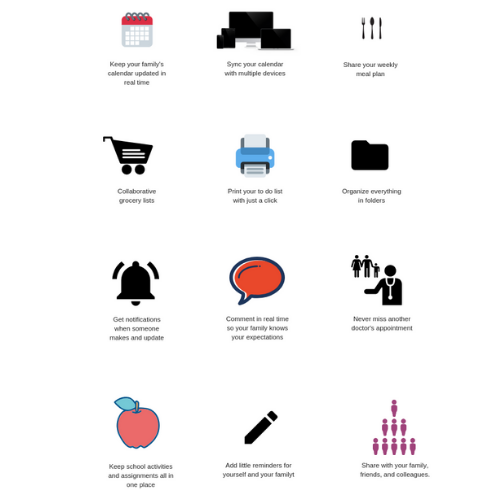 Keep your family's
calendar updated in
real time
Sync your calendar
with multiple devices
Share your weekly
meal plan
Collaborative
grocery lists
Print your to do list
with just a click
Organize everything
in folders
Get notifications
when someone
makes and update
Comment in real time
so your family knows
your expectations
Never miss another
doctor's appointment
Keep school activities
and assignments all in
one place
Add little reminders for
yourself and your family!
Share with your family,
friends, and colleagues.